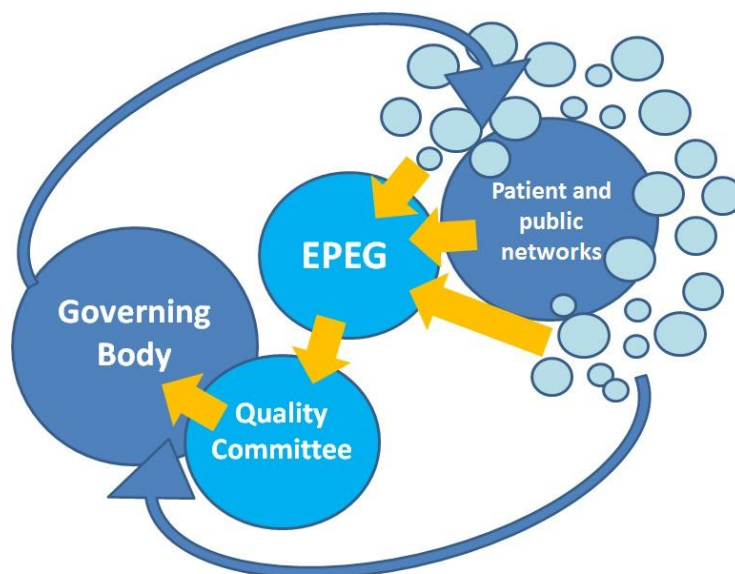 Patient and
public
networks
EPEG
Governing
Body
Quality
Committee